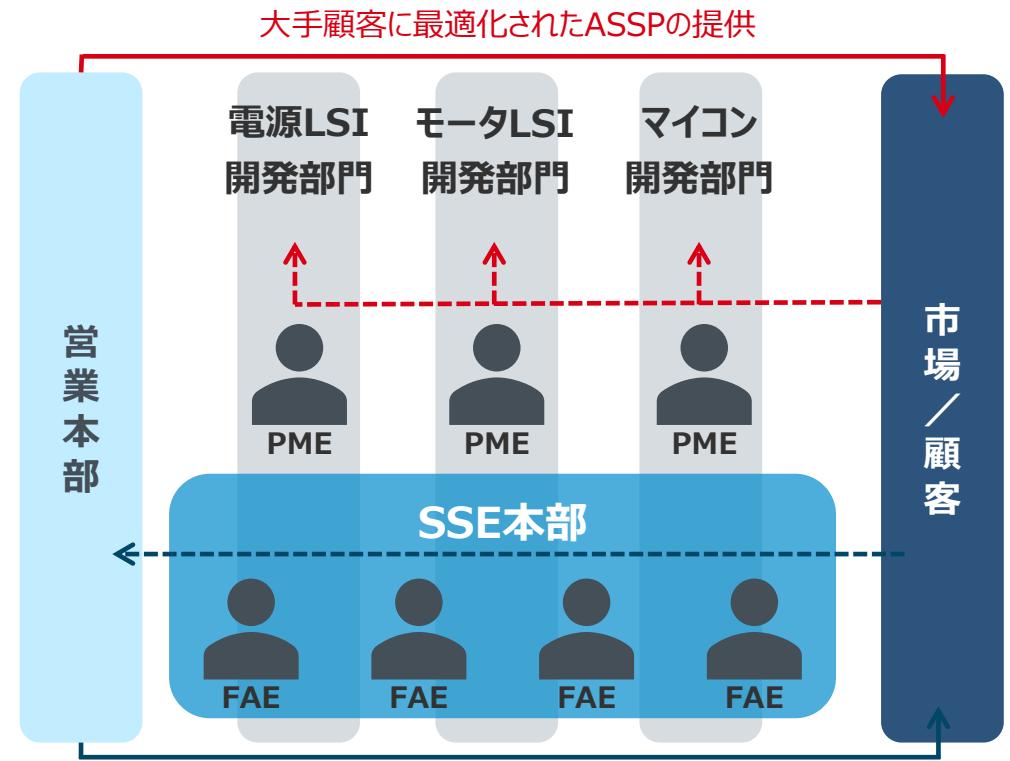 大手顧客に最適化されたASSPの提供
電源LSI
開発部門
モータLSI
開発部門
マイコン
開発部門
営業本部
市場／顧客
PME
PME
PME
SSE本部
FAE
FAE
FAE
FAE